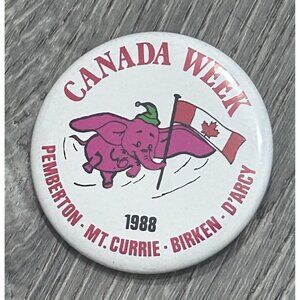 CANADA WEEK
1988
PEMBERTON · MT. CURRIE · BIRKEN · D'ARCY